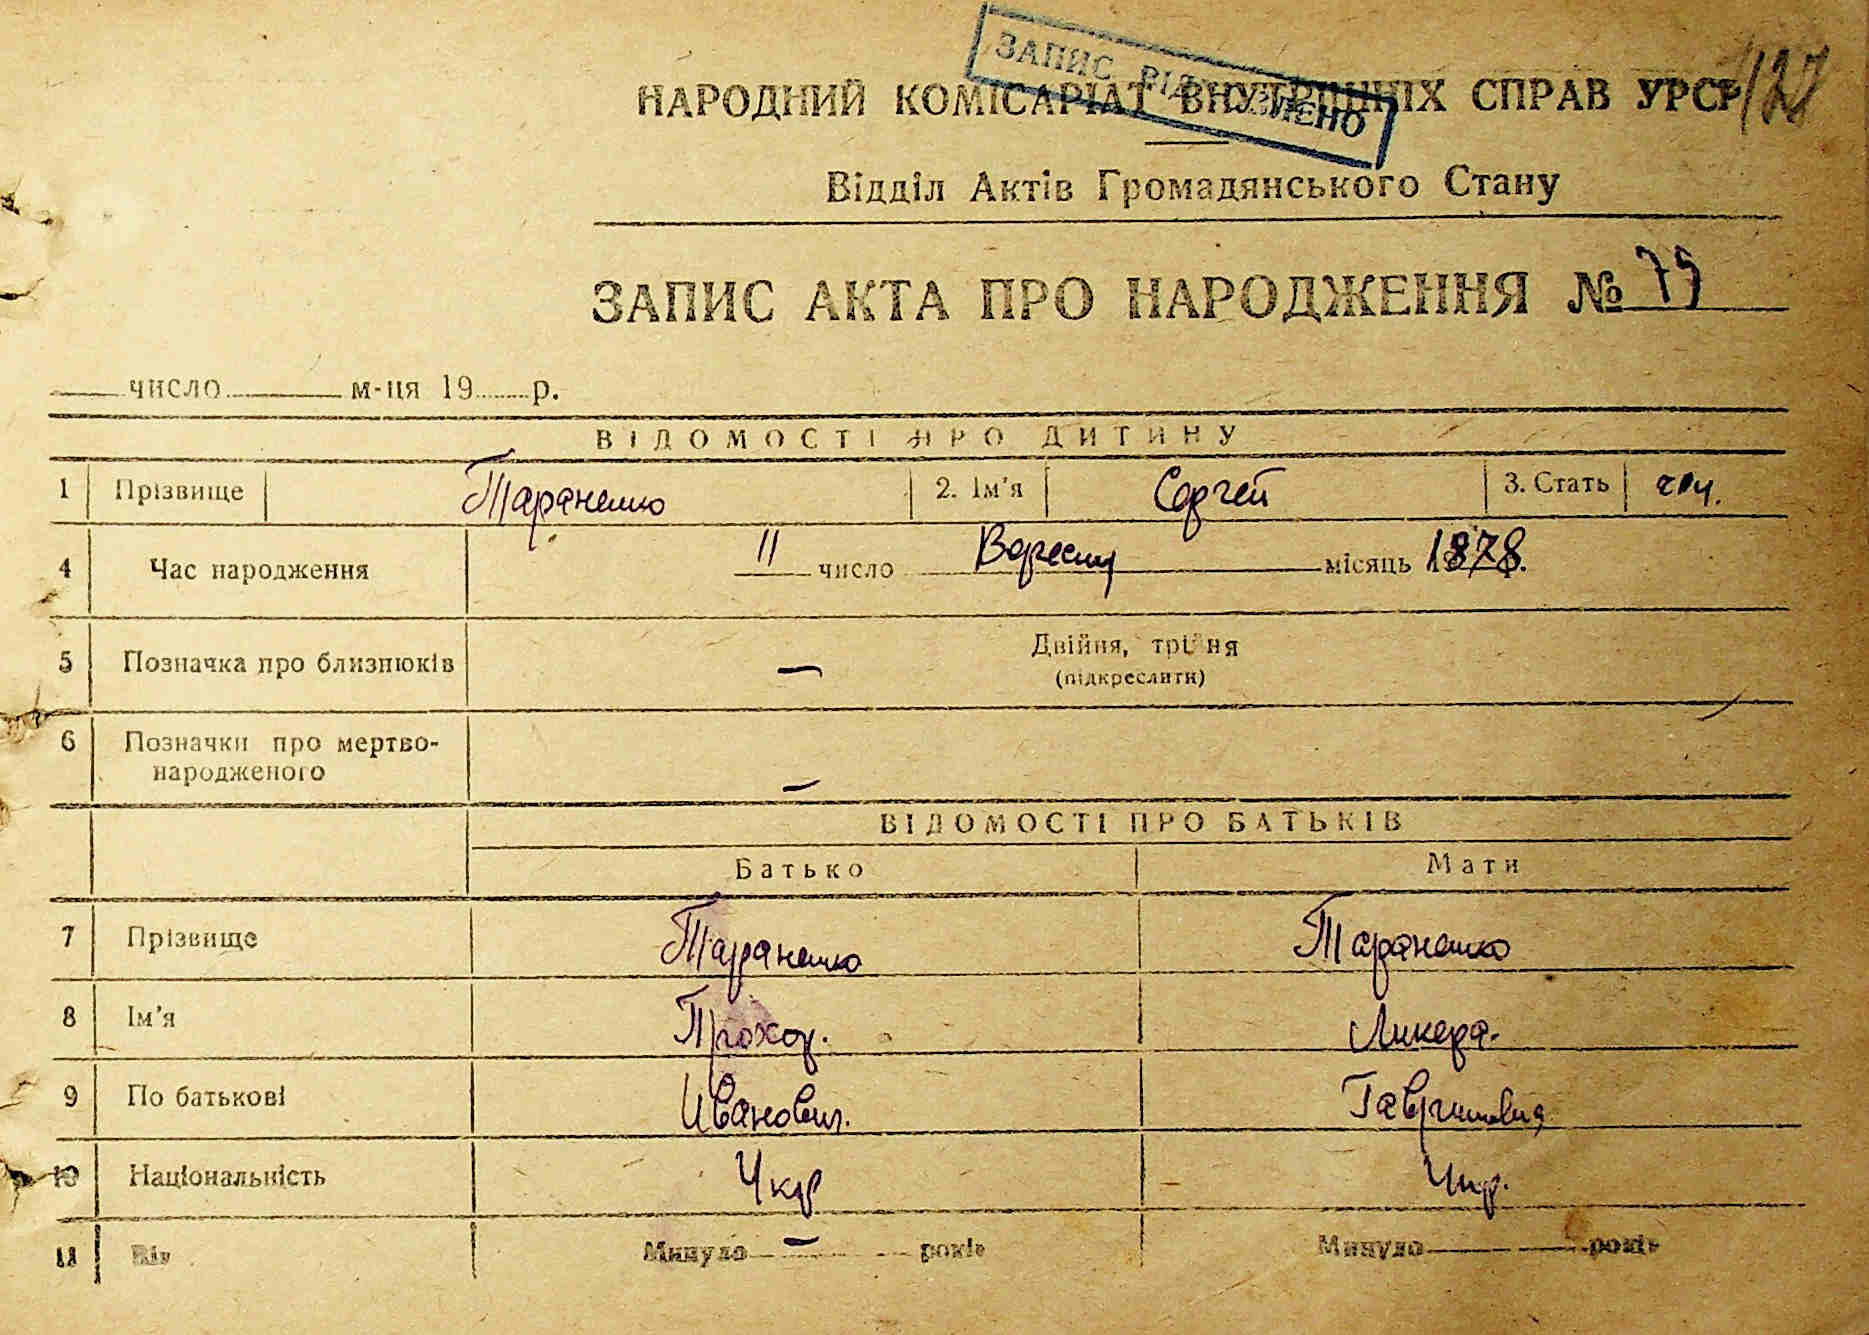 ЗАПИС ВІДНОВЛЕНО
127
НАРОДНИЙ КОМІСАРІАТ ВНУТРІШНІХ СПРАВ УРСР
Відділ Актів Громадянського Стану
ЗАПИС АКТА ПРО НАРОДЖЕННЯ № 75
число м-ця 19 р.
ВІДОМОСТІ ПРО ДИТИНУ
1 Прізвище Тараненко 2. Ім'я Сергей 3. Стать чол.
4 Час народження 11 число Вересня місяць 1878.
5 Позначка про близнюків — Двійня, трійня
(підкреслити)
6 Позначки про мертво-
народженого —
ВІДОМОСТІ ПРО БАТЬКІВ
Батько Мати
7 Прізвище Тараненко Тараненко
8 Ім'я Прохор. Ликера.
9 По батькові Иванович. Гавриловна
10 Національність Укр Укр.
11 Вік Минуло — років Минуло років